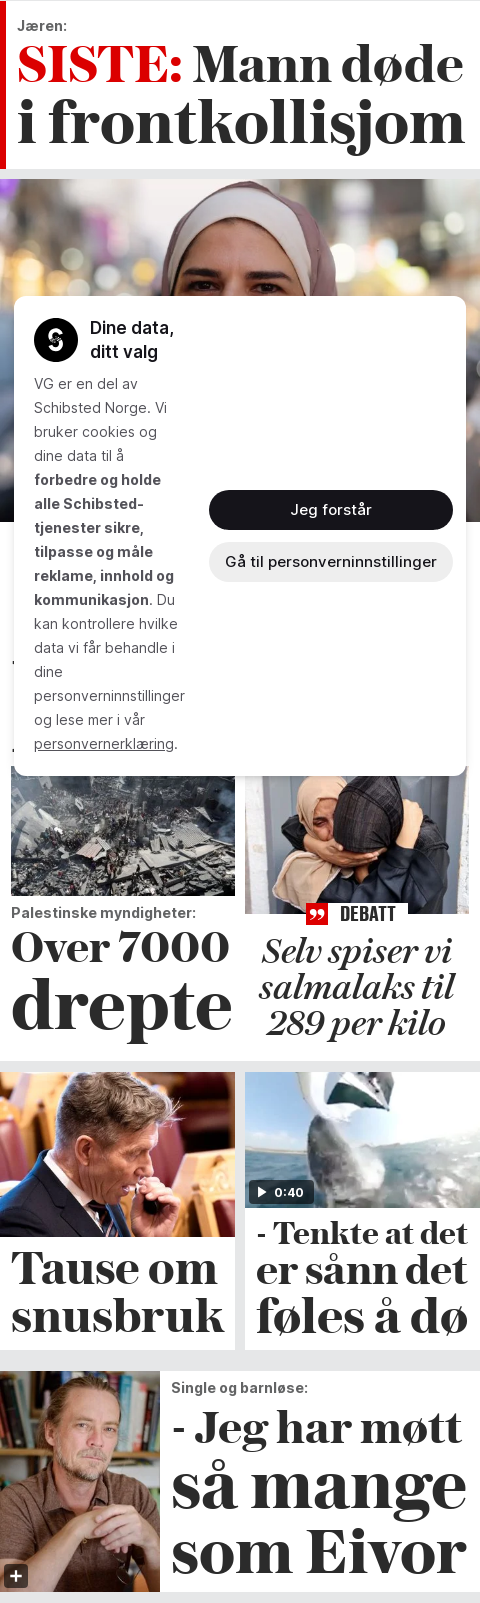 Jæren:
SISTE: Mann døde
i frontkollisjom
Dine data,
ditt valg
VG er en del av
Schibsted Norge. Vi
bruker cookies og
dine data til å
forbedre og holde
alle Schibsted-
tjenester sikre,
tilpasse og måle
reklame, innhold og
kommunikasjon. Du
kan kontrollere hvilke
data vi får behandle i
dine
personverninnstillinger
og lese mer i vår
personvernerklæring.
Jeg forstår
Gå til personverninnstillinger
Palestinske myndigheter:
Over 7000
drepte
DEBATT
Selv spiser vi
salmalaks til
289 per kilo
Tause om
snusbruk
0:40
- Tenkte at det
er sånn det
føles å dø
Single og barnløse:
- Jeg har møtt
så mange
som Eivor